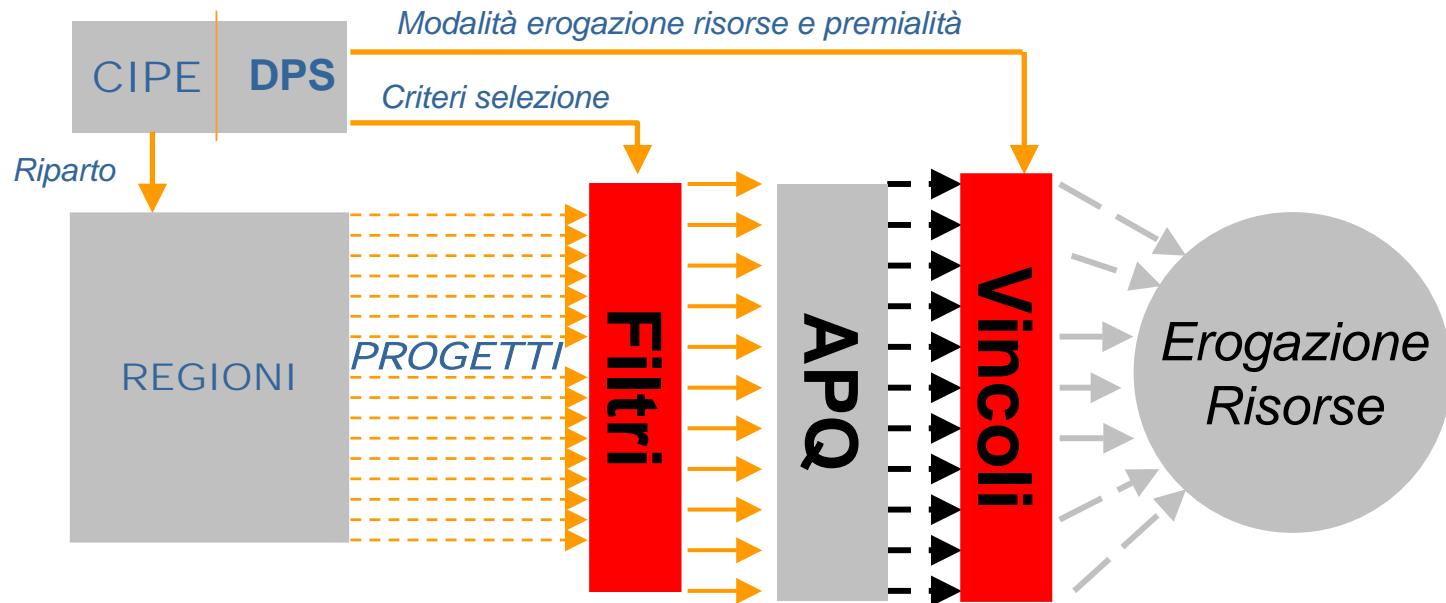 Modalità erogazione risorse e premialità
CIPE DPS
Criteri selezione
Riparto
REGIONI
PROGETTI
Filtri
APQ
Vincoli
Erogazione
Risorse